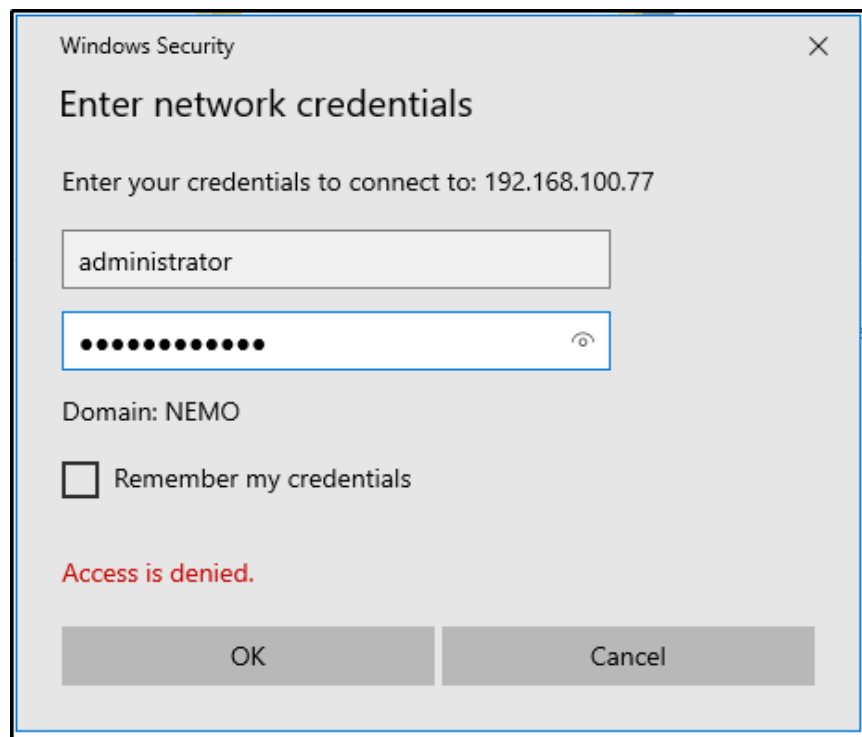 Windows Security
Enter network credentials
Enter your credentials to connect to: 192.168.100.77
administrator
●●●●●●●●●●●●
Domain: NEMO
Remember my credentials
Access is denied.
OK
Cancel